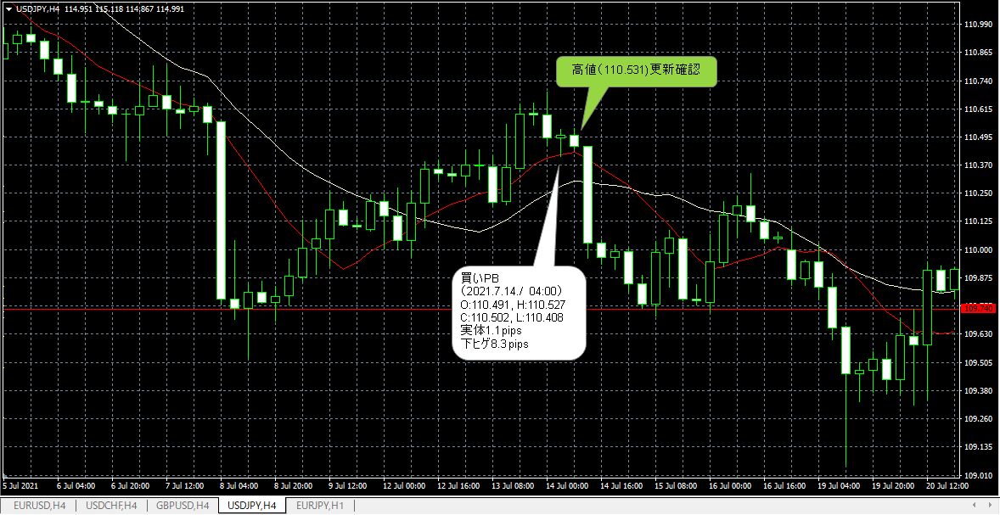 USDJPY,H4 114.951 115.118 114.867 114.991
高値(110.531)更新確認
買いPB
(2021.7.14./ 04:00)
O:110.491, H:110.527
C:110.502, L:110.408
実体1.1pips
下ヒゲ8.3pips
110.990
110.865
110.740
110.615
110.495
110.370
110.250
110.125
110.000
109.875
109.740
109.630
109.505
109.380
109.260
109.135
109.010
5 Jul 2021 6 Jul 04:00 6 Jul 20:00 7 Jul 12:00 8 Jul 04:00 8 Jul 20:00 9 Jul 12:00 12 Jul 00:00 12 Jul 16:00 13 Jul 08:00 14 Jul 00:00 14 Jul 16:00 15 Jul 08:00 16 Jul 00:00 16 Jul 16:00 19 Jul 04:00 19 Jul 20:00 20 Jul 12:00
EURUSD,H4 USDCHF,H4 GBPUSD,H4 USDJPY,H4 EURJPY,H1